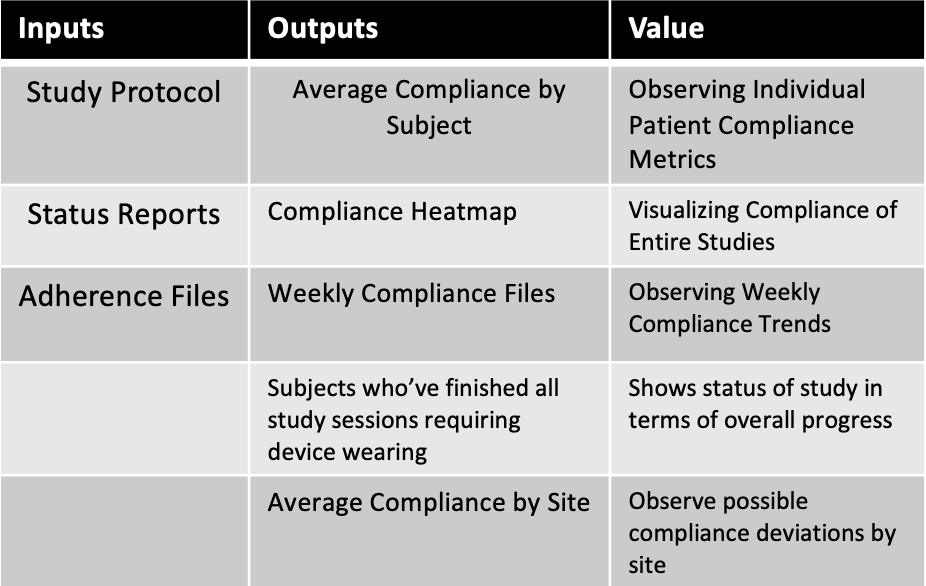 Inputs
Outputs
Value
Study Protocol
Average Compliance by
Subject
Observing Individual
Patient Compliance
Metrics
Status Reports
Compliance Heatmap
Visualizing Compliance of
Entire Studies
Adherence Files
Weekly Compliance Files
Observing Weekly
Compliance Trends
Subjects who’ve finished all
study sessions requiring
device wearing
Shows status of study in
terms of overall progress
Average Compliance by Site
Observe possible
compliance deviations by
site